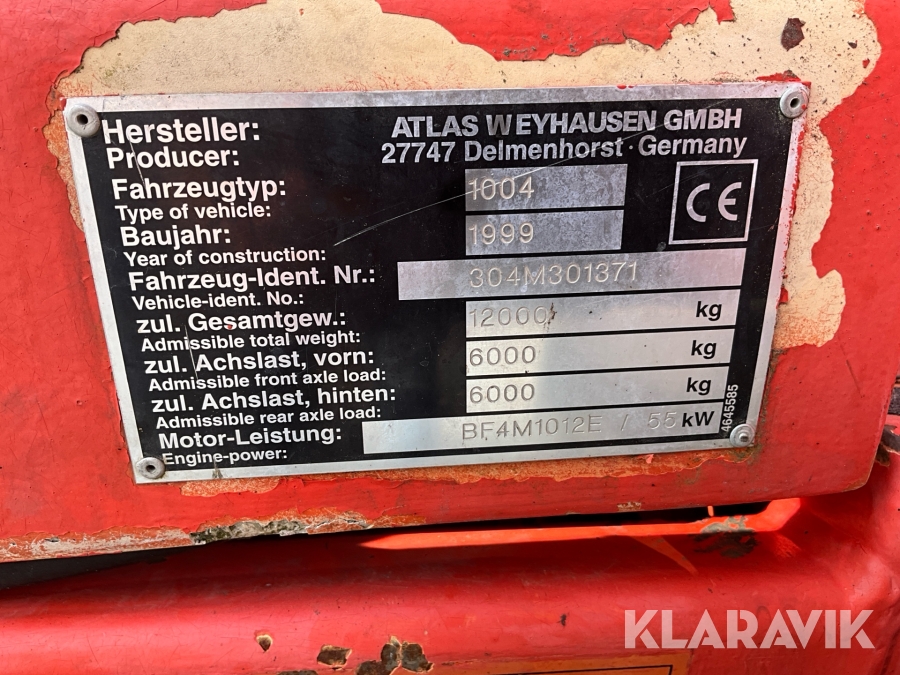 Hersteller: ATLAS WEYHAUSEN GMBH
Producer: 27747 Delmenhorst · Germany
Fahrzeugtyp: 1004
Type of vehicle:
Baujahr: 1999
Year of construction:
CE
Fahrzeug-Ident. Nr.: 304M301371
Vehicle-ident. No.:
zul. Gesamtgew.: 12000 kg
Admissible total weight:
zul. Achslast, vorn: 6000 kg
Admissible front axle load:
zul. Achslast, hinten: 6000 kg
Admissible rear axle load:
Motor-Leistung: BF4M1012E / 55 kW
Engine-power:
4645585
KLARAVIK